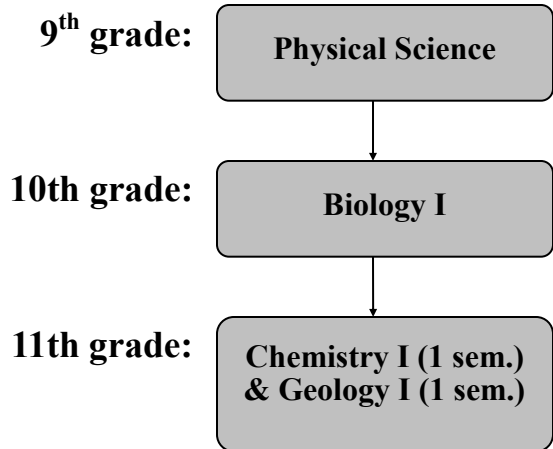 9th grade:
Physical Science
10th grade:
Biology I
11th grade:
Chemistry I (1 sem.)
& Geology I (1 sem.)